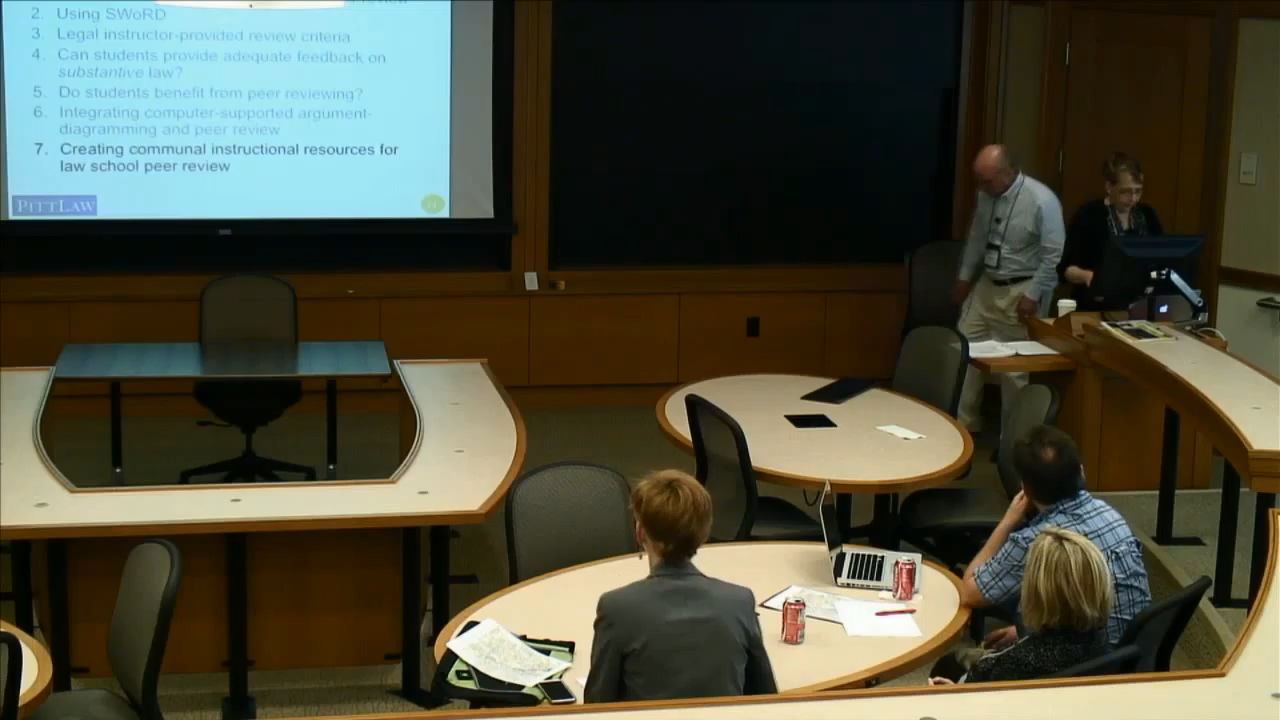 2. Using SWoRD
3. Legal instructor-provided review criteria
4. Can students provide adequate feedback on
substantive law?
5. Do students benefit from peer reviewing?
6. Integrating computer-supported argument-
diagramming and peer review
7. Creating communal instructional resources for
law school peer review
PITTLAW